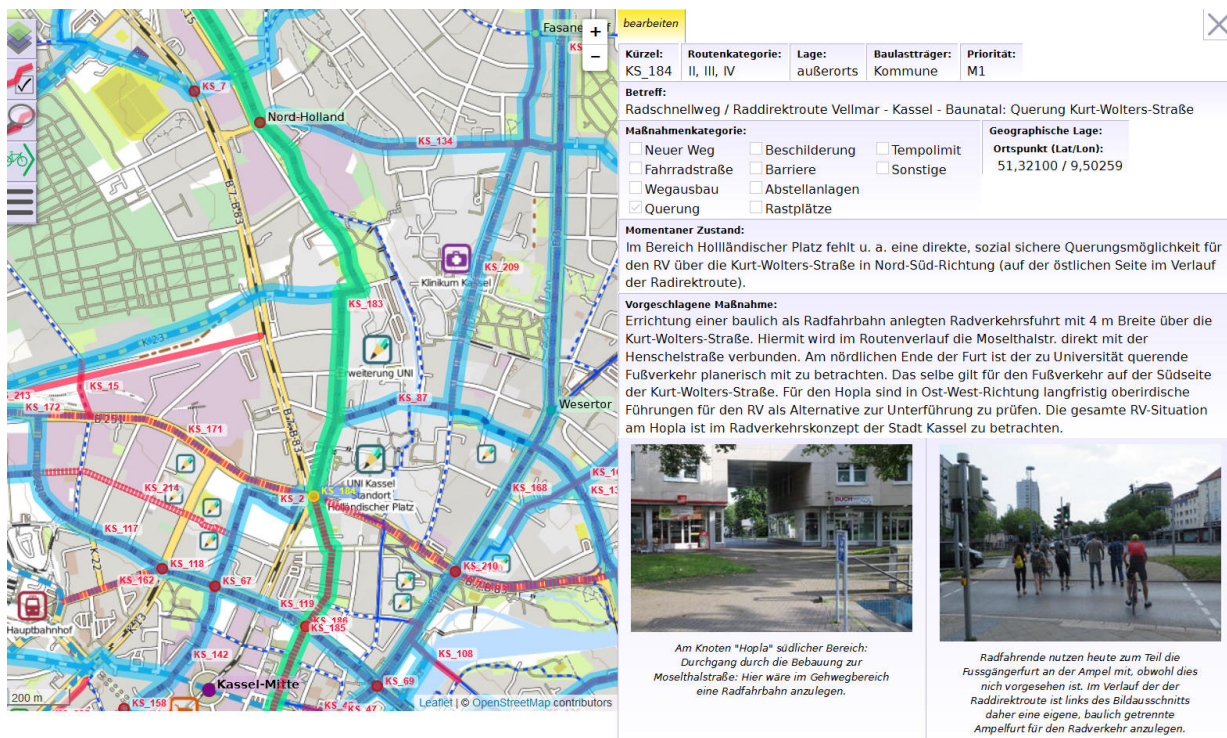 KS_7
Nord-Holland
Fasane
+
−
KS_134
B 7, B 83
KS_209
Klinikum Kassel
KS_183
K 233
Erweiterung UNI
KS_15
KS_87
KS_172
B 251
KS_171
Wesertor
UNI Kassel
Standort
Holländischer Platz
KS_2
KS_184
KS_214
KS_168
KS_117
KS_118
KS_162
KS_67
KS_210
KS_119
KS_186
KS_185
Hauptbahnhof
KS_142
KS_108
Kassel-Mitte
KS_69
KS_158
200 m
Leaflet | © OpenStreetMap contributors
bearbeiten
Kürzel: Routenkategorie: Lage: Baulastträger: Priorität:
KS_184 II, III, IV außerorts Kommune M1
Betreff:
Radschnellweg / Raddirektroute Vellmar - Kassel - Baunatal: Querung Kurt-Wolters-Straße
Maßnahmenkategorie: Geographische Lage:
Neuer Weg Beschilderung Tempolimit Ortspunkt (Lat/Lon):
Fahrradstraße Barriere Sonstige 51,32100 / 9,50259
Wegausbau Abstellanlagen
Querung Rastplätze
Momentaner Zustand:
Im Bereich Hollländischer Platz fehlt u. a. eine direkte, sozial sichere Querungsmöglichkeit für
den RV über die Kurt-Wolters-Straße in Nord-Süd-Richtung (auf der östlichen Seite im Verlauf
der Radirektroute).
Vorgeschlagene Maßnahme:
Errichtung einer baulich als Radfahrbahn anlegten Radverkehrsfuhrt mit 4 m Breite über die
Kurt-Wolters-Straße. Hiermit wird im Routenverlauf die Moselthalstr. direkt mit der
Henschelstraße verbunden. Am nördlichen Ende der Furt ist der zu Universität querende
Fußverkehr planerisch mit zu betrachten. Das selbe gilt für den Fußverkehr auf der Südseite
der Kurt-Wolters-Straße. Für den Hopla sind in Ost-West-Richtung langfristig oberirdische
Führungen für den RV als Alternative zur Unterführung zu prüfen. Die gesamte RV-Situation
am Hopla ist im Radverkehrskonzept der Stadt Kassel zu betrachten.
BUCH
Am Knoten "Hopla" südlicher Bereich:
Durchgang durch die Bebauung zur
Moselthalstraße: Hier wäre im Gehwegbereich
eine Radfahrbahn anzulegen.
Radfahrende nutzen heute zum Teil die
Fussgängerfurt an der Ampel mit, obwohl dies
nich vorgesehen ist. Im Verlauf der der
Raddirektroute ist links des Bildausschnitts
daher eine eigene, baulich getrennte
Ampelfurt für den Radverkehr anzulegen.